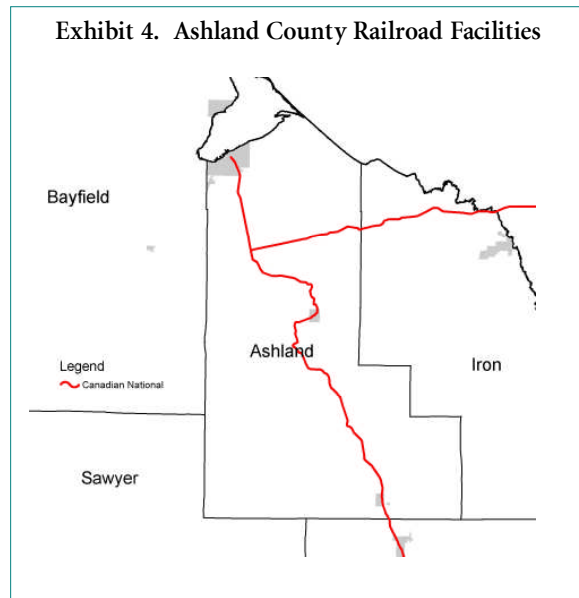 Exhibit 4. Ashland County Railroad Facilities
Bayfield
Ashland
Iron
Legend
Canadian National
Sawyer